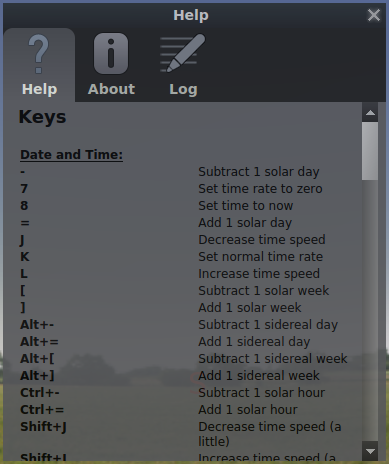 Help
Help About Log
Keys
Date and Time:
- Subtract 1 solar day
7 Set time rate to zero
8 Set time to now
= Add 1 solar day
J Decrease time speed
K Set normal time rate
L Increase time speed
[ Subtract 1 solar week
] Add 1 solar week
Alt+- Subtract 1 sidereal day
Alt+= Add 1 sidereal day
Alt+[ Subtract 1 sidereal week
Alt+] Add 1 sidereal week
Ctrl+- Subtract 1 solar hour
Ctrl+= Add 1 solar hour
Shift+J Decrease time speed (a
little)
Increase time speed (a